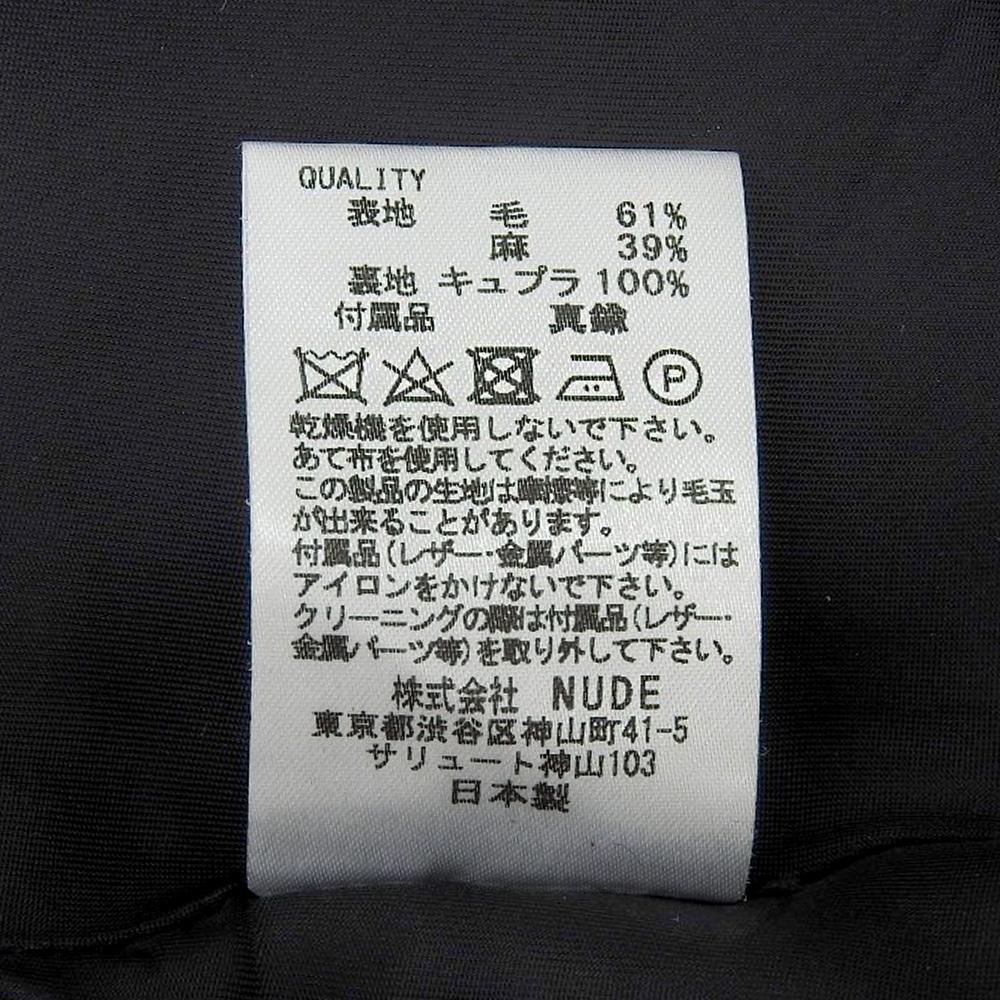 QUALITY
表地 毛 61%
麻 39%
裏地 キュプラ 100%
付属品 真鍮
P
乾燥機を使用しないで下さい。
あて布を使用してください。
この製品の生地は摩擦等により毛玉
が出来ることがあります。
付属品(レザー・金属パーツ等)には
アイロンをかけないで下さい。
クリーニングの際は付属品(レザー・
金属パーツ等)を取り外して下さい。
株式会社 NUDE
東京都渋谷区神山町41-5
サリュート神山103
日本製